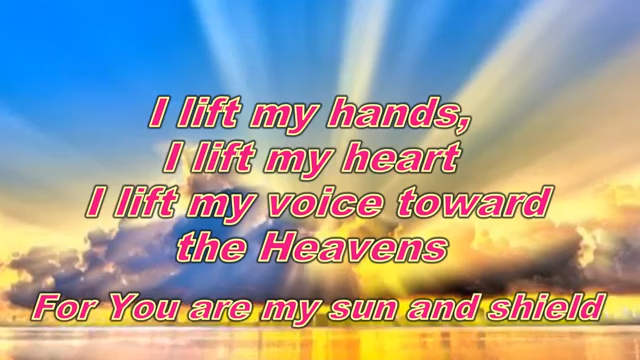 I lift my hands,
I lift my heart
I lift my voice toward
the Heavens
For You are my sun and shield